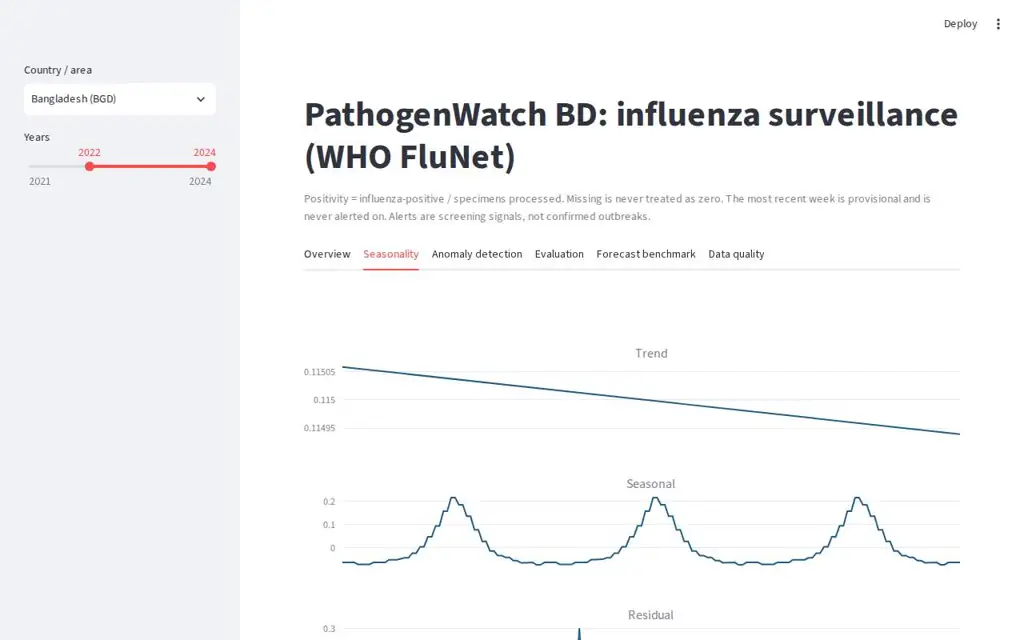 Deploy
Country / area
Bangladesh (BGD)
Years
2022 2024
2021 2024
PathogenWatch BD: influenza surveillance
(WHO FluNet)
Positivity = influenza-positive / specimens processed. Missing is never treated as zero. The most recent week is provisional and is
never alerted on. Alerts are screening signals, not confirmed outbreaks.
Overview Seasonality Anomaly detection Evaluation Forecast benchmark Data quality
Trend
0.11505
0.115
0.11495
Seasonal
0.2
0.1
0
Residual
0.3